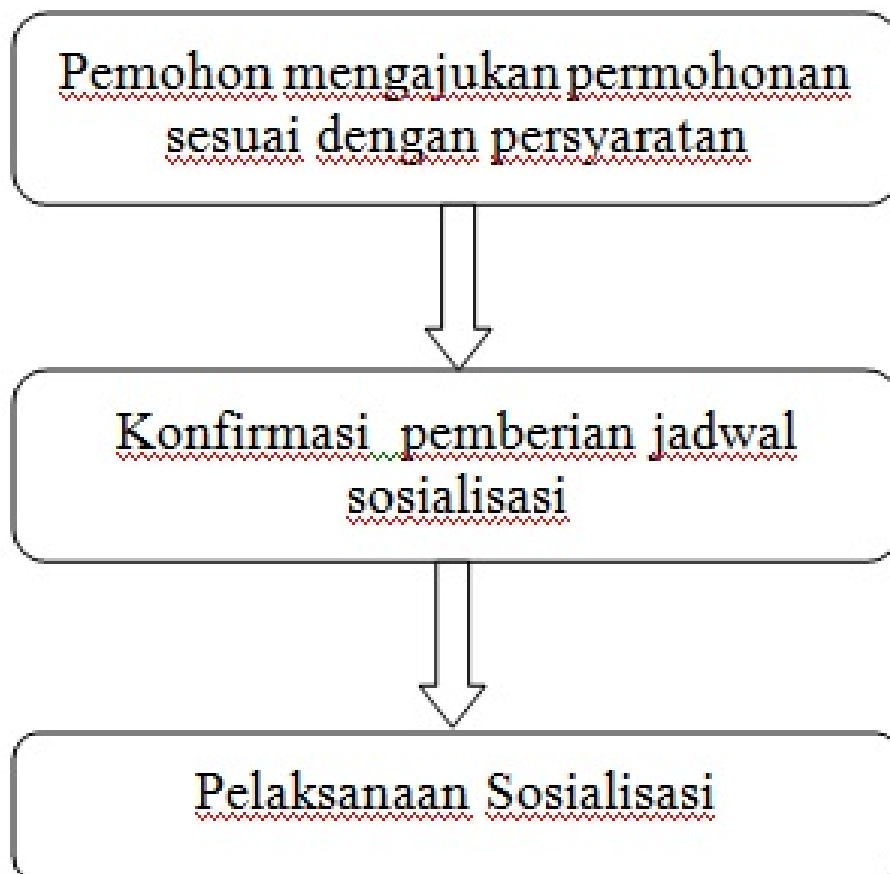 Pemohon mengajukan permohonan
sesuai dengan persyaratan
Konfirmasi pemberian jadwal
sosialisasi
Pelaksanaan Sosialisasi